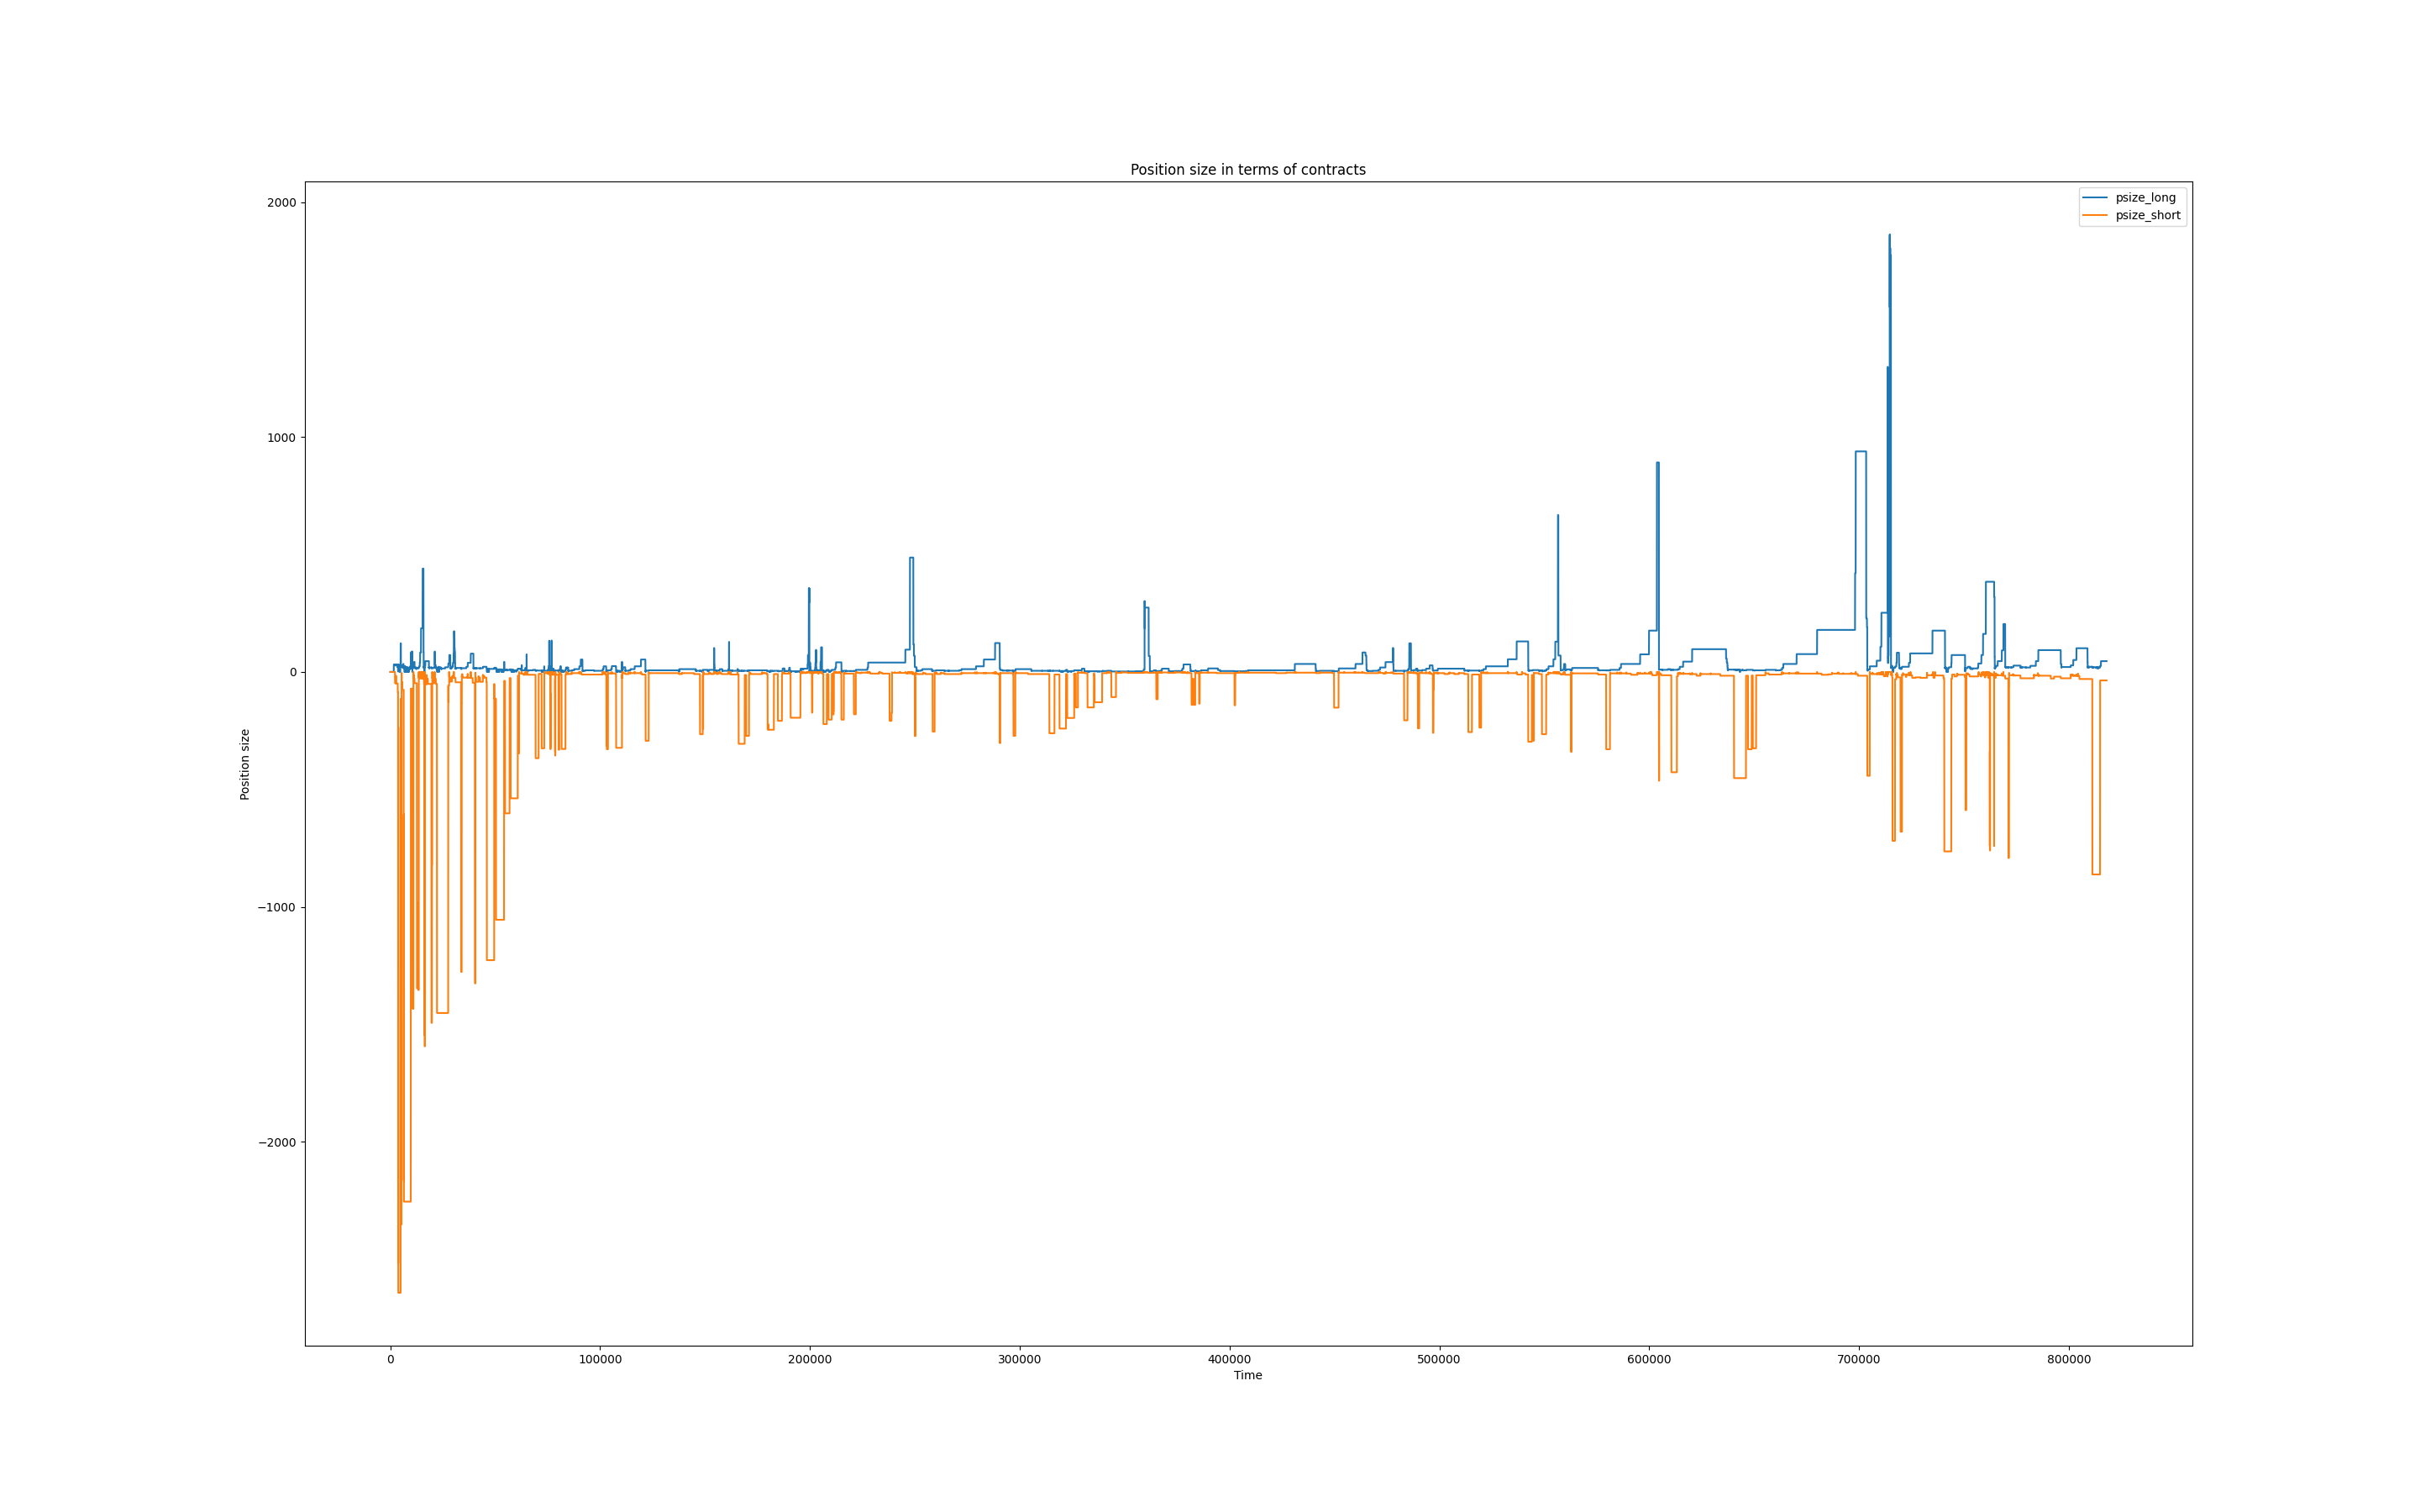 Position size in terms of contracts
psize_long
psize_short
2000
1000
0
−1000
−2000
Position size
0 100000 200000 300000 400000 500000 600000 700000 800000
Time